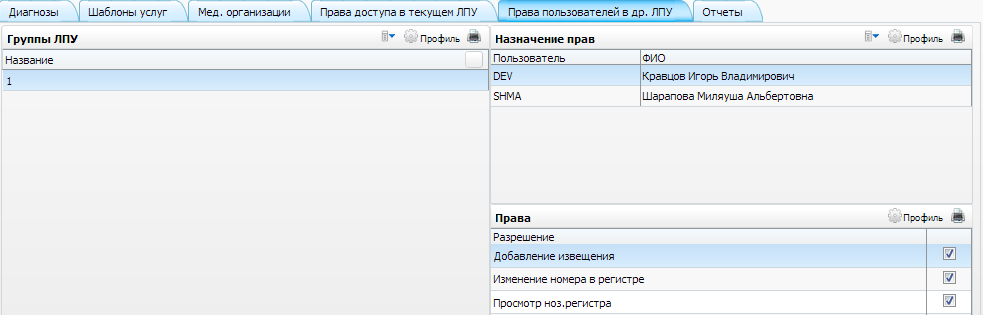 Диагнозы Шаблоны услуг Мед. организации Права доступа в текущем ЛПУ Права пользователей в др. ЛПУ Отчеты
Группы ЛПУ Профиль
Название
1
Назначение прав Профиль
Пользователь ФИО
DEV Кравцов Игорь Владимирович
SHMA Шарапова Миляуша Альбертовна
Права Профиль
Разрешение
Добавление извещения
Изменение номера в регистре
Просмотр ноз.регистра